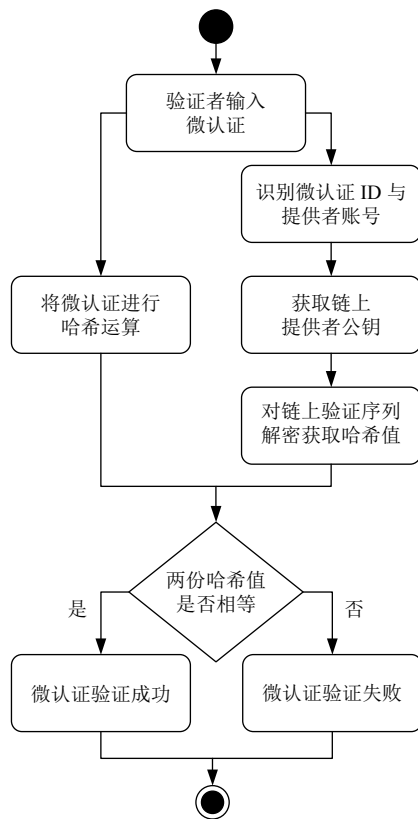 验证者输入
微认证
识别微认证 ID 与
提供者账号
将微认证进行
哈希运算
获取链上
提供者公钥
对链上验证序列
解密获取哈希值
两份哈希值
是否相等
是
否
微认证验证成功
微认证验证失败